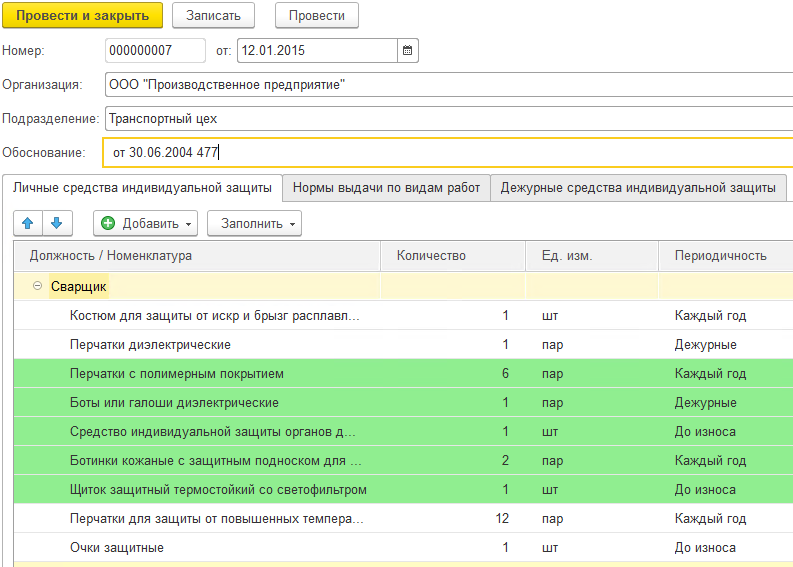 Провести и закрыть Записать Провести
Номер: 000000007 от: 12.01.2015
Организация: ООО "Производственное предприятие"
Подразделение: Транспортный цех
Обоснование: от 30.06.2004 477
Личные средства индивидуальной защиты Нормы выдачи по видам работ Дежурные средства индивидуальной защиты
Добавить Заполнить
Должность / Номенклатура Количество Ед. изм. Периодичность
Сварщик
Костюм для защиты от искр и брызг расплавл... 1 шт Каждый год
Перчатки диэлектрические 1 пар Дежурные
Перчатки с полимерным покрытием 6 пар Каждый год
Боты или галоши диэлектрические 1 пар Дежурные
Средство индивидуальной защиты органов д... 1 шт До износа
Ботинки кожаные с защитным подноском для ... 2 пар Каждый год
Щиток защитный термостойкий со светофильтром 1 шт До износа
Перчатки для защиты от повышенных темпера... 12 пар Каждый год
Очки защитные 1 шт До износа